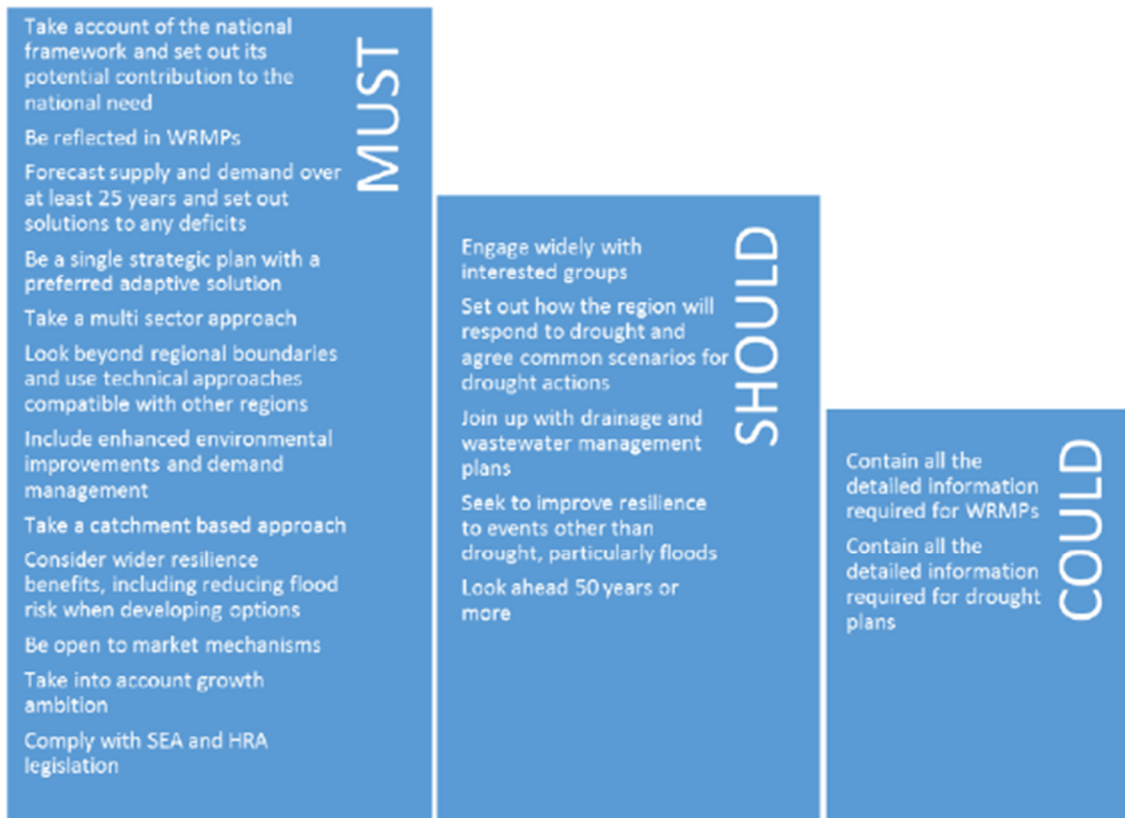 MUST
Take account of the national
framework and set out its
potential contribution to the
national need
Be reflected in WRMPs
Forecast supply and demand over
at least 25 years and set out
solutions to any deficits
Be a single strategic plan with a
preferred adaptive solution
Take a multi sector approach
Look beyond regional boundaries
and use technical approaches
compatible with other regions
Include enhanced environmental
improvements and demand
management
Take a catchment based approach
Consider wider resilience
benefits, including reducing flood
risk when developing options
Be open to market mechanisms
Take into account growth
ambition
Comply with SEA and HRA
legislation
SHOULD
Engage widely with
interested groups
Set out how the region will
respond to drought and
agree common scenarios for
drought actions
Join up with drainage and
wastewater management
plans
Seek to improve resilience
to events other than
drought, particularly floods
Look ahead 50 years or
more
COULD
Contain all the
detailed information
required for WRMPs
Contain all the
detailed information
required for drought
plans